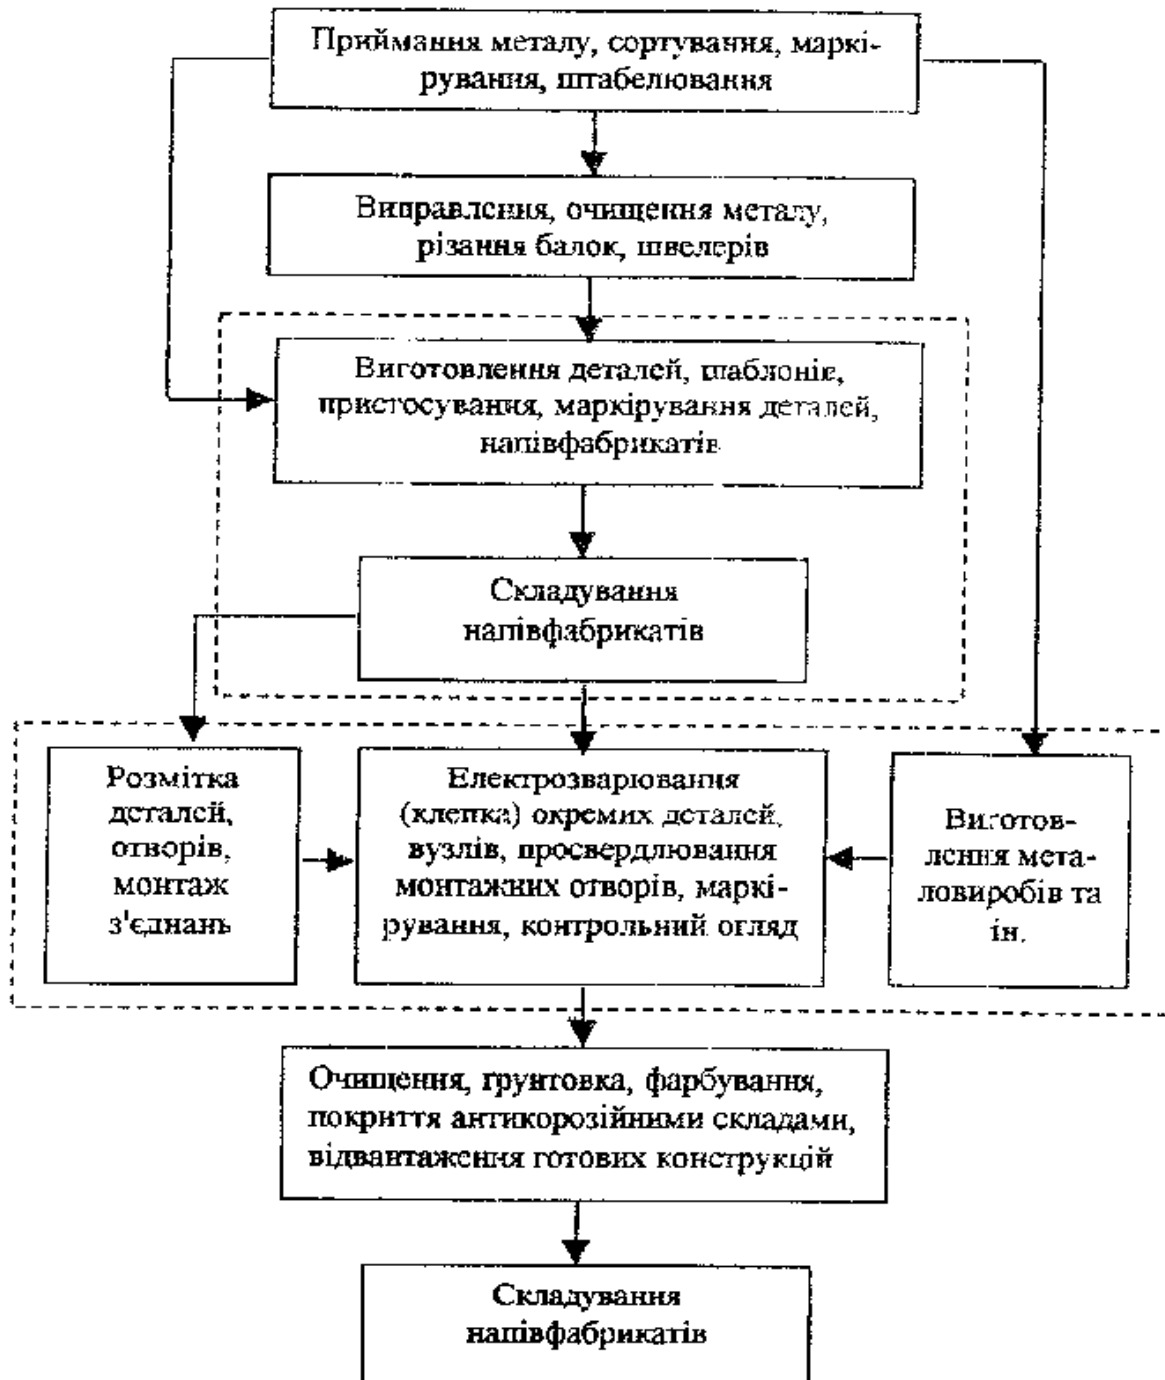 Приймання металу, сортування, маркі-
рування, штабелювання
Виправлення, очищення металу,
різання балок, швелерів
Виготовлення деталей, шаблонів,
пристосування, маркірування деталей,
напівфабрикатів
Складування
напівфабрикатів
Розмітка
деталей,
отворів,
монтаж
з'єднань
Електрозварювання
(клепка) окремих деталей,
вузлів, просвердлювання
монтажних отворів, маркі-
рування, контрольний огляд
Виготов-
лення мета-
ловиробів та
ін.
Очищення, грунтовка, фарбування,
покриття антикорозійними складами,
відвантаження готових конструкцій
Складування
напівфабрикатів